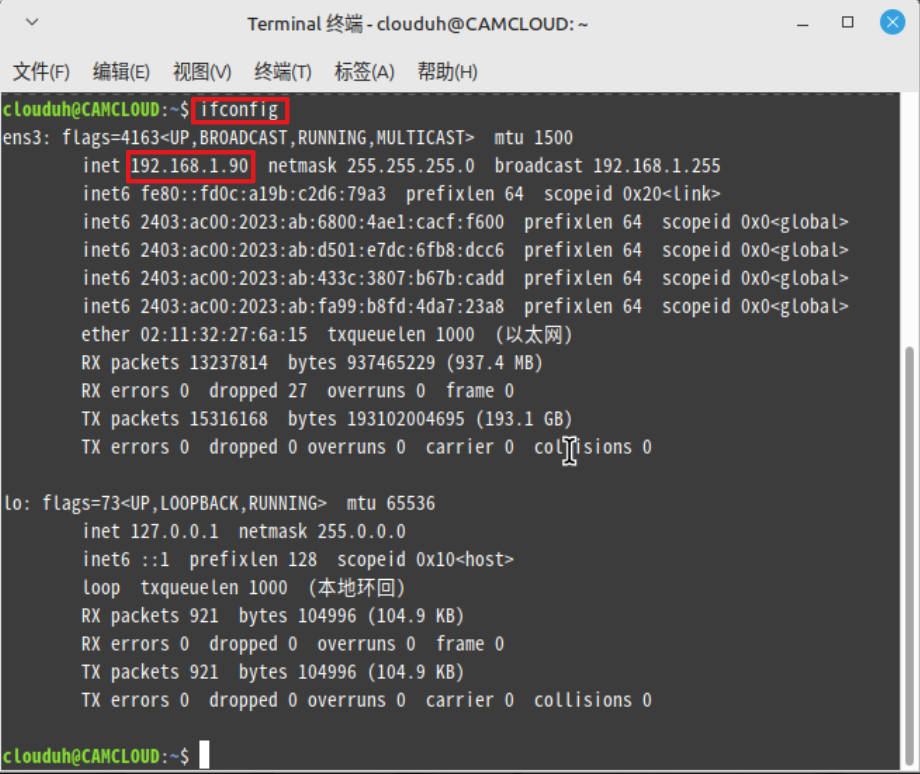 Terminal 终端 - clouduh@CAMCLOUD: ~
文件(F) 编辑(E) 视图(V) 终端(T) 标签(A) 帮助(H)
clouduh@CAMCLOUD:~$ ifconfig
ens3: flags=4163<UP,BROADCAST,RUNNING,MULTICAST>  mtu 1500
        inet 192.168.1.90  netmask 255.255.255.0  broadcast 192.168.1.255
        inet6 fe80::fd0c:a19b:c2d6:79a3  prefixlen 64  scopeid 0x20<link>
        inet6 2403:ac00:2023:ab:6800:4ae1:cacf:f600  prefixlen 64  scopeid 0x0<global>
        inet6 2403:ac00:2023:ab:d501:e7dc:6fb8:dcc6  prefixlen 64  scopeid 0x0<global>
        inet6 2403:ac00:2023:ab:433c:3807:b67b:cadd  prefixlen 64  scopeid 0x0<global>
        inet6 2403:ac00:2023:ab:fa99:b8fd:4da7:23a8  prefixlen 64  scopeid 0x0<global>
        ether 02:11:32:27:6a:15  txqueuelen 1000  (以太网)
        RX packets 13237814  bytes 937465229 (937.4 MB)
        RX errors 0  dropped 27  overruns 0  frame 0
        TX packets 15316168  bytes 193102004695 (193.1 GB)
        TX errors 0  dropped 0 overruns 0  carrier 0  collisions 0
lo: flags=73<UP,LOOPBACK,RUNNING>  mtu 65536
        inet 127.0.0.1  netmask 255.0.0.0
        inet6 ::1  prefixlen 128  scopeid 0x10<host>
        loop  txqueuelen 1000  (本地环回)
        RX packets 921  bytes 104996 (104.9 KB)
        RX errors 0  dropped 0  overruns 0  frame 0
        TX packets 921  bytes 104996 (104.9 KB)
        TX errors 0  dropped 0 overruns 0  carrier 0  collisions 0
clouduh@CAMCLOUD:~$